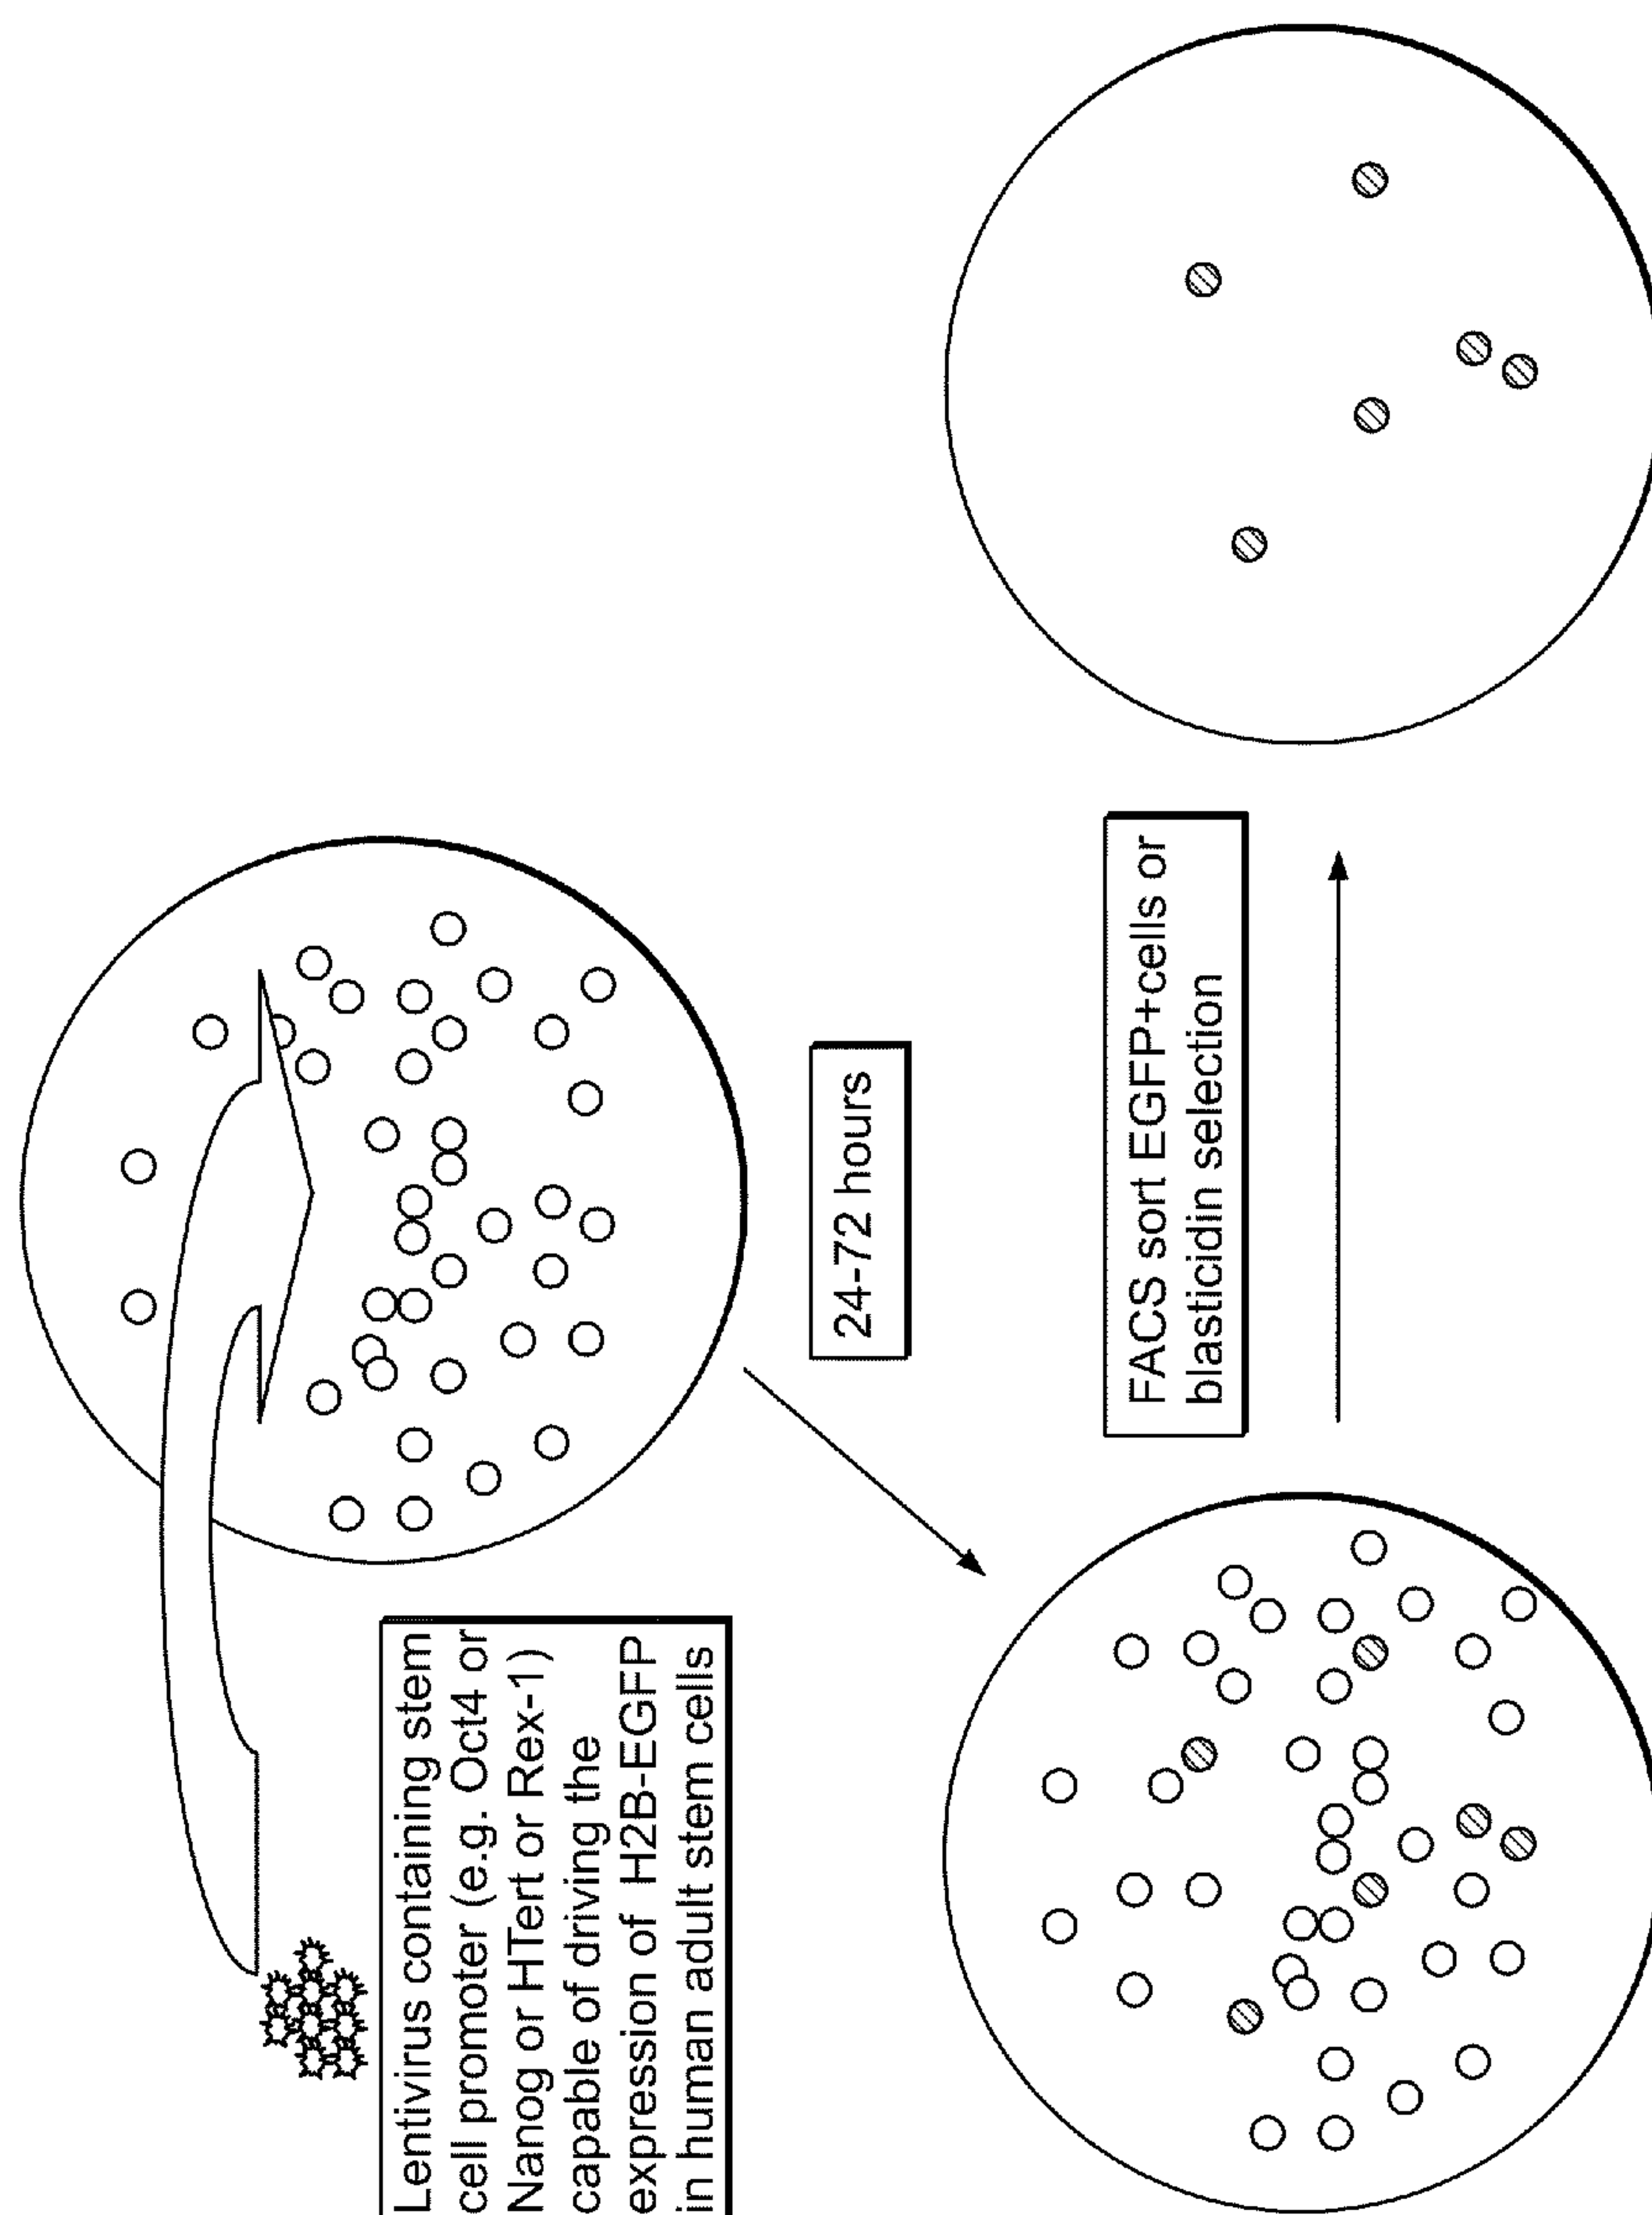 Lentivirus containing stem
cell promoter (e.g. Oct4 or
Nanog or HTert or Rex-1)
capable of driving the
expression of H2B-EGFP
in human adult stem cells
24-72 hours
FACS sort EGFP+cells or
blasticidin selection